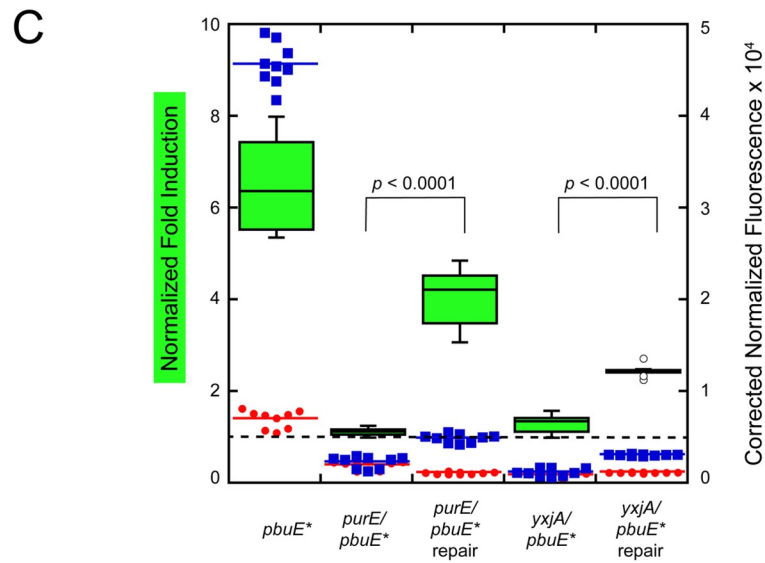 C
Normalized Fold Induction
10
8
6
4
2
0
p < 0.0001
p < 0.0001
5
4
3
2
1
0
Corrected Normalized Fluorescence x 10⁴
pbuE*
purE/
pbuE*
purE/
pbuE*
repair
yxjA/
pbuE*
yxjA/
pbuE*
repair